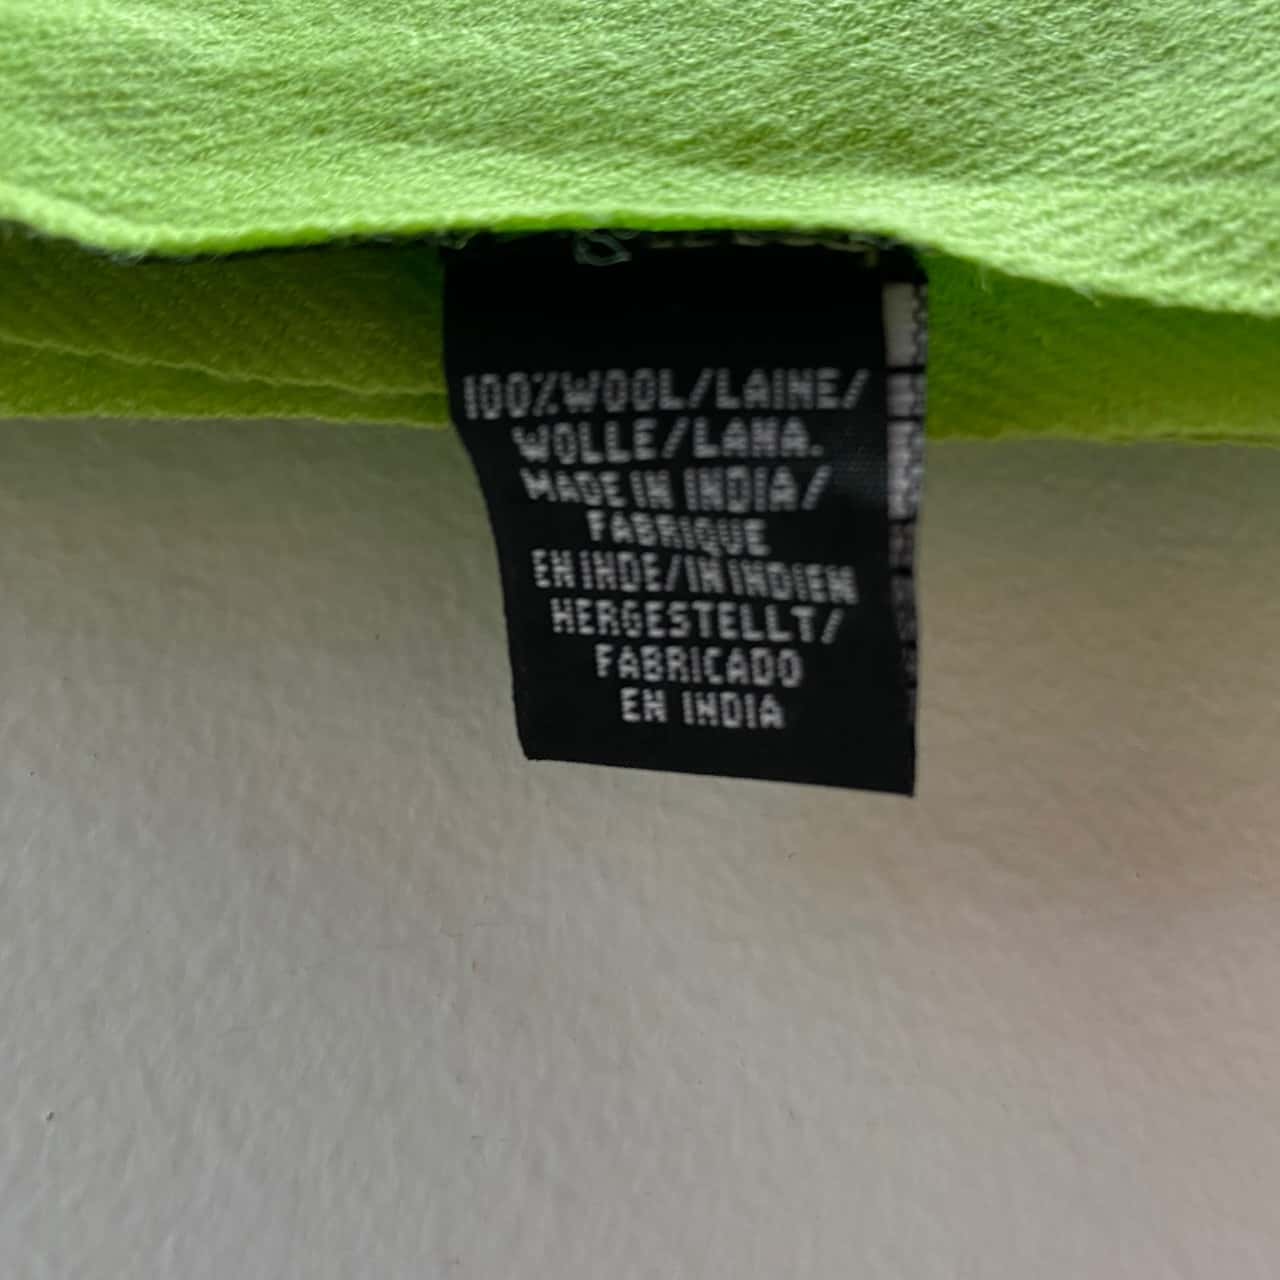 100%WOOL/LAINE/
WOLLE/LANA.
MADE IN INDIA/
FABRIQUE
EN INDE/IN INDIEN
HERGESTELLT/
FABRICADO
EN INDIA